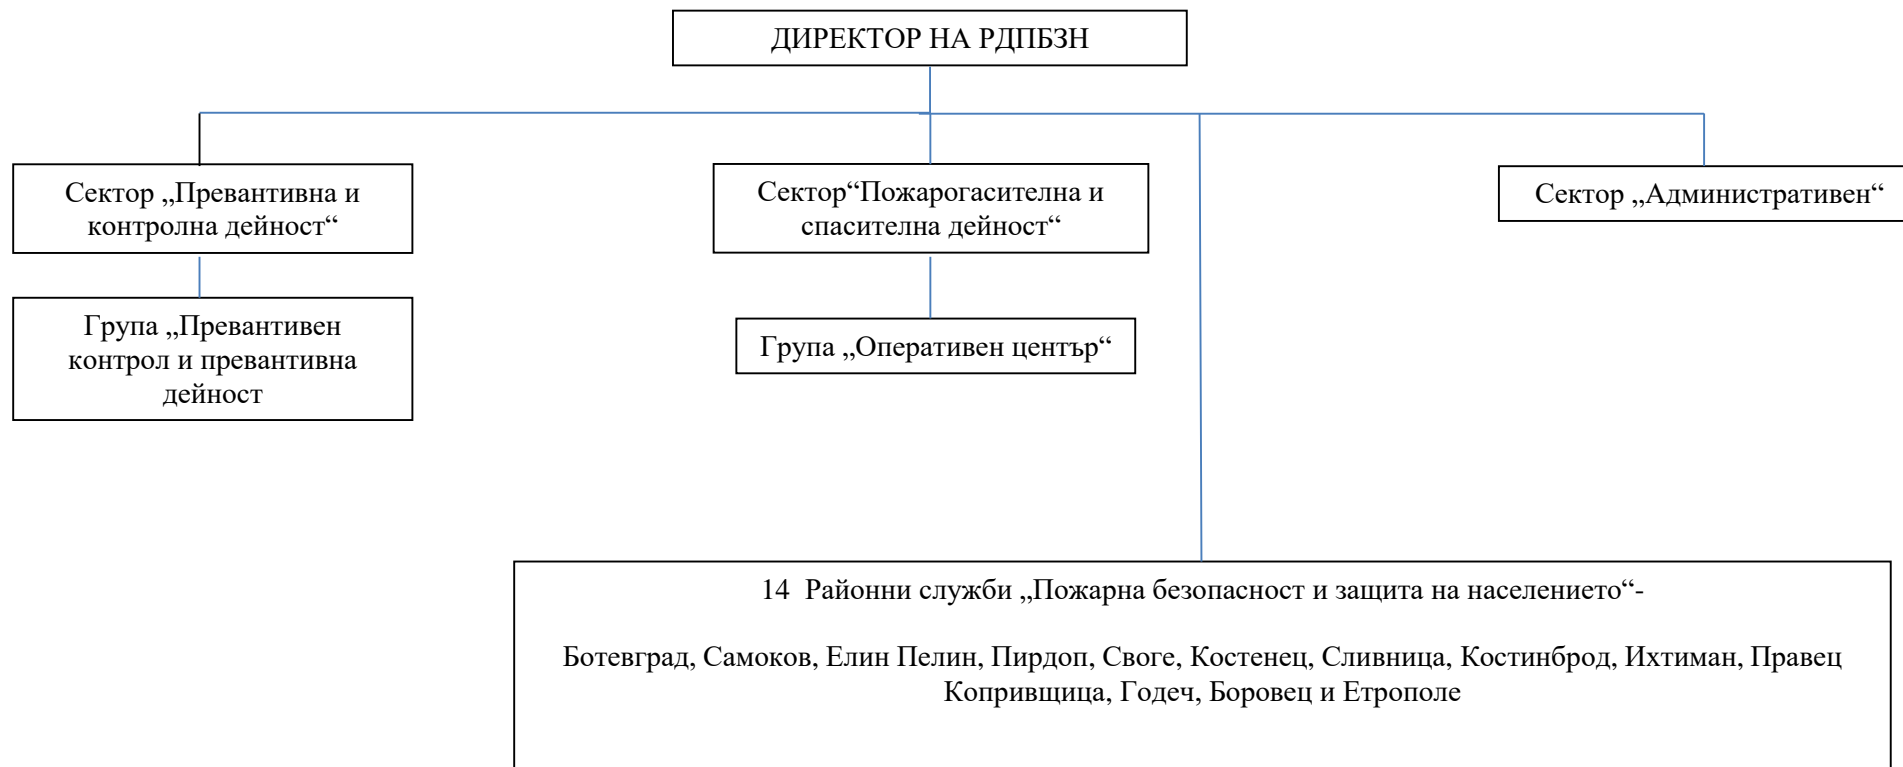 ДИРЕКТОР НА РДПБЗН
Сектор „Превантивна и
контролна дейност“
Сектор“Пожарогасителна и
спасителна дейност“
Сектор „Административен“
Група „Превантивен
контрол и превантивна
дейност
Група „Оперативен център“
14 Районни служби „Пожарна безопасност и защита на населението“-
Ботевград, Самоков, Елин Пелин, Пирдоп, Своге, Костенец, Сливница, Костинброд, Ихтиман, Правец
Копривщица, Годеч, Боровец и Етрополе